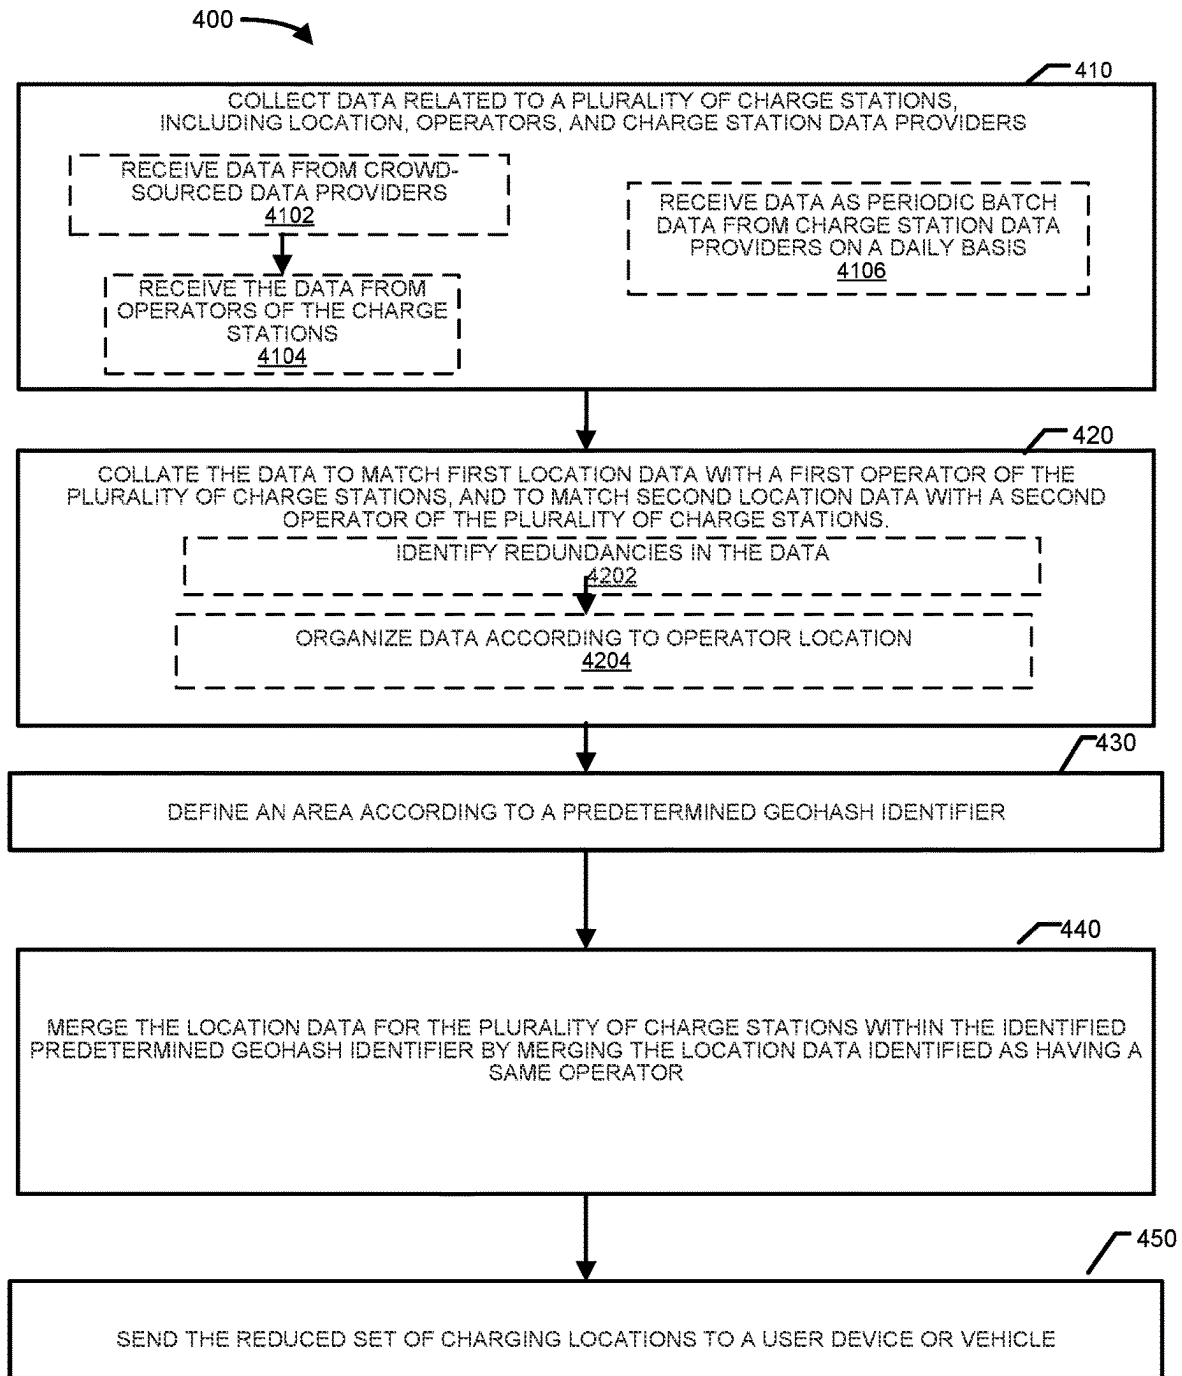 400
410
COLLECT DATA RELATED TO A PLURALITY OF CHARGE STATIONS,
INCLUDING LOCATION, OPERATORS, AND CHARGE STATION DATA PROVIDERS
RECEIVE DATA FROM CROWD-
SOURCED DATA PROVIDERS
4102
RECEIVE THE DATA FROM
OPERATORS OF THE CHARGE
STATIONS
4104
RECEIVE DATA AS PERIODIC BATCH
DATA FROM CHARGE STATION DATA
PROVIDERS ON A DAILY BASIS
4106
420
COLLATE THE DATA TO MATCH FIRST LOCATION DATA WITH A FIRST OPERATOR OF THE
PLURALITY OF CHARGE STATIONS, AND TO MATCH SECOND LOCATION DATA WITH A SECOND
OPERATOR OF THE PLURALITY OF CHARGE STATIONS.
IDENTIFY REDUNDANCIES IN THE DATA
4202
ORGANIZE DATA ACCORDING TO OPERATOR LOCATION
4204
430
DEFINE AN AREA ACCORDING TO A PREDETERMINED GEOHASH IDENTIFIER
440
MERGE THE LOCATION DATA FOR THE PLURALITY OF CHARGE STATIONS WITHIN THE IDENTIFIED
PREDETERMINED GEOHASH IDENTIFIER BY MERGING THE LOCATION DATA IDENTIFIED AS HAVING A
SAME OPERATOR
450
SEND THE REDUCED SET OF CHARGING LOCATIONS TO A USER DEVICE OR VEHICLE